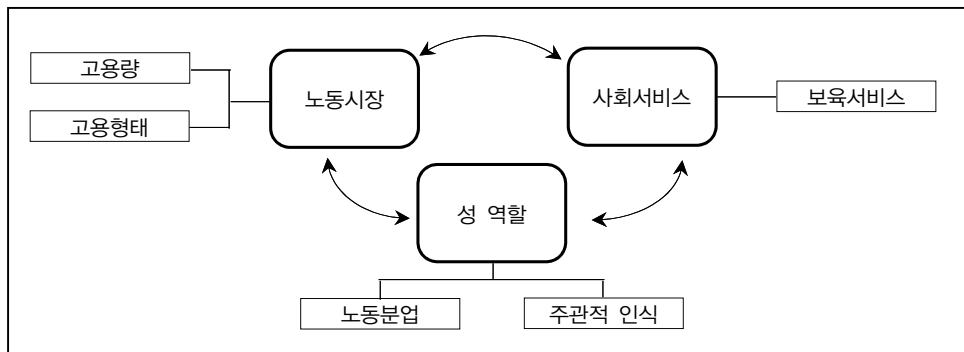 고용량
고용형태
노동시장
사회서비스
보육서비스
성 역할
노동분업
주관적 인식